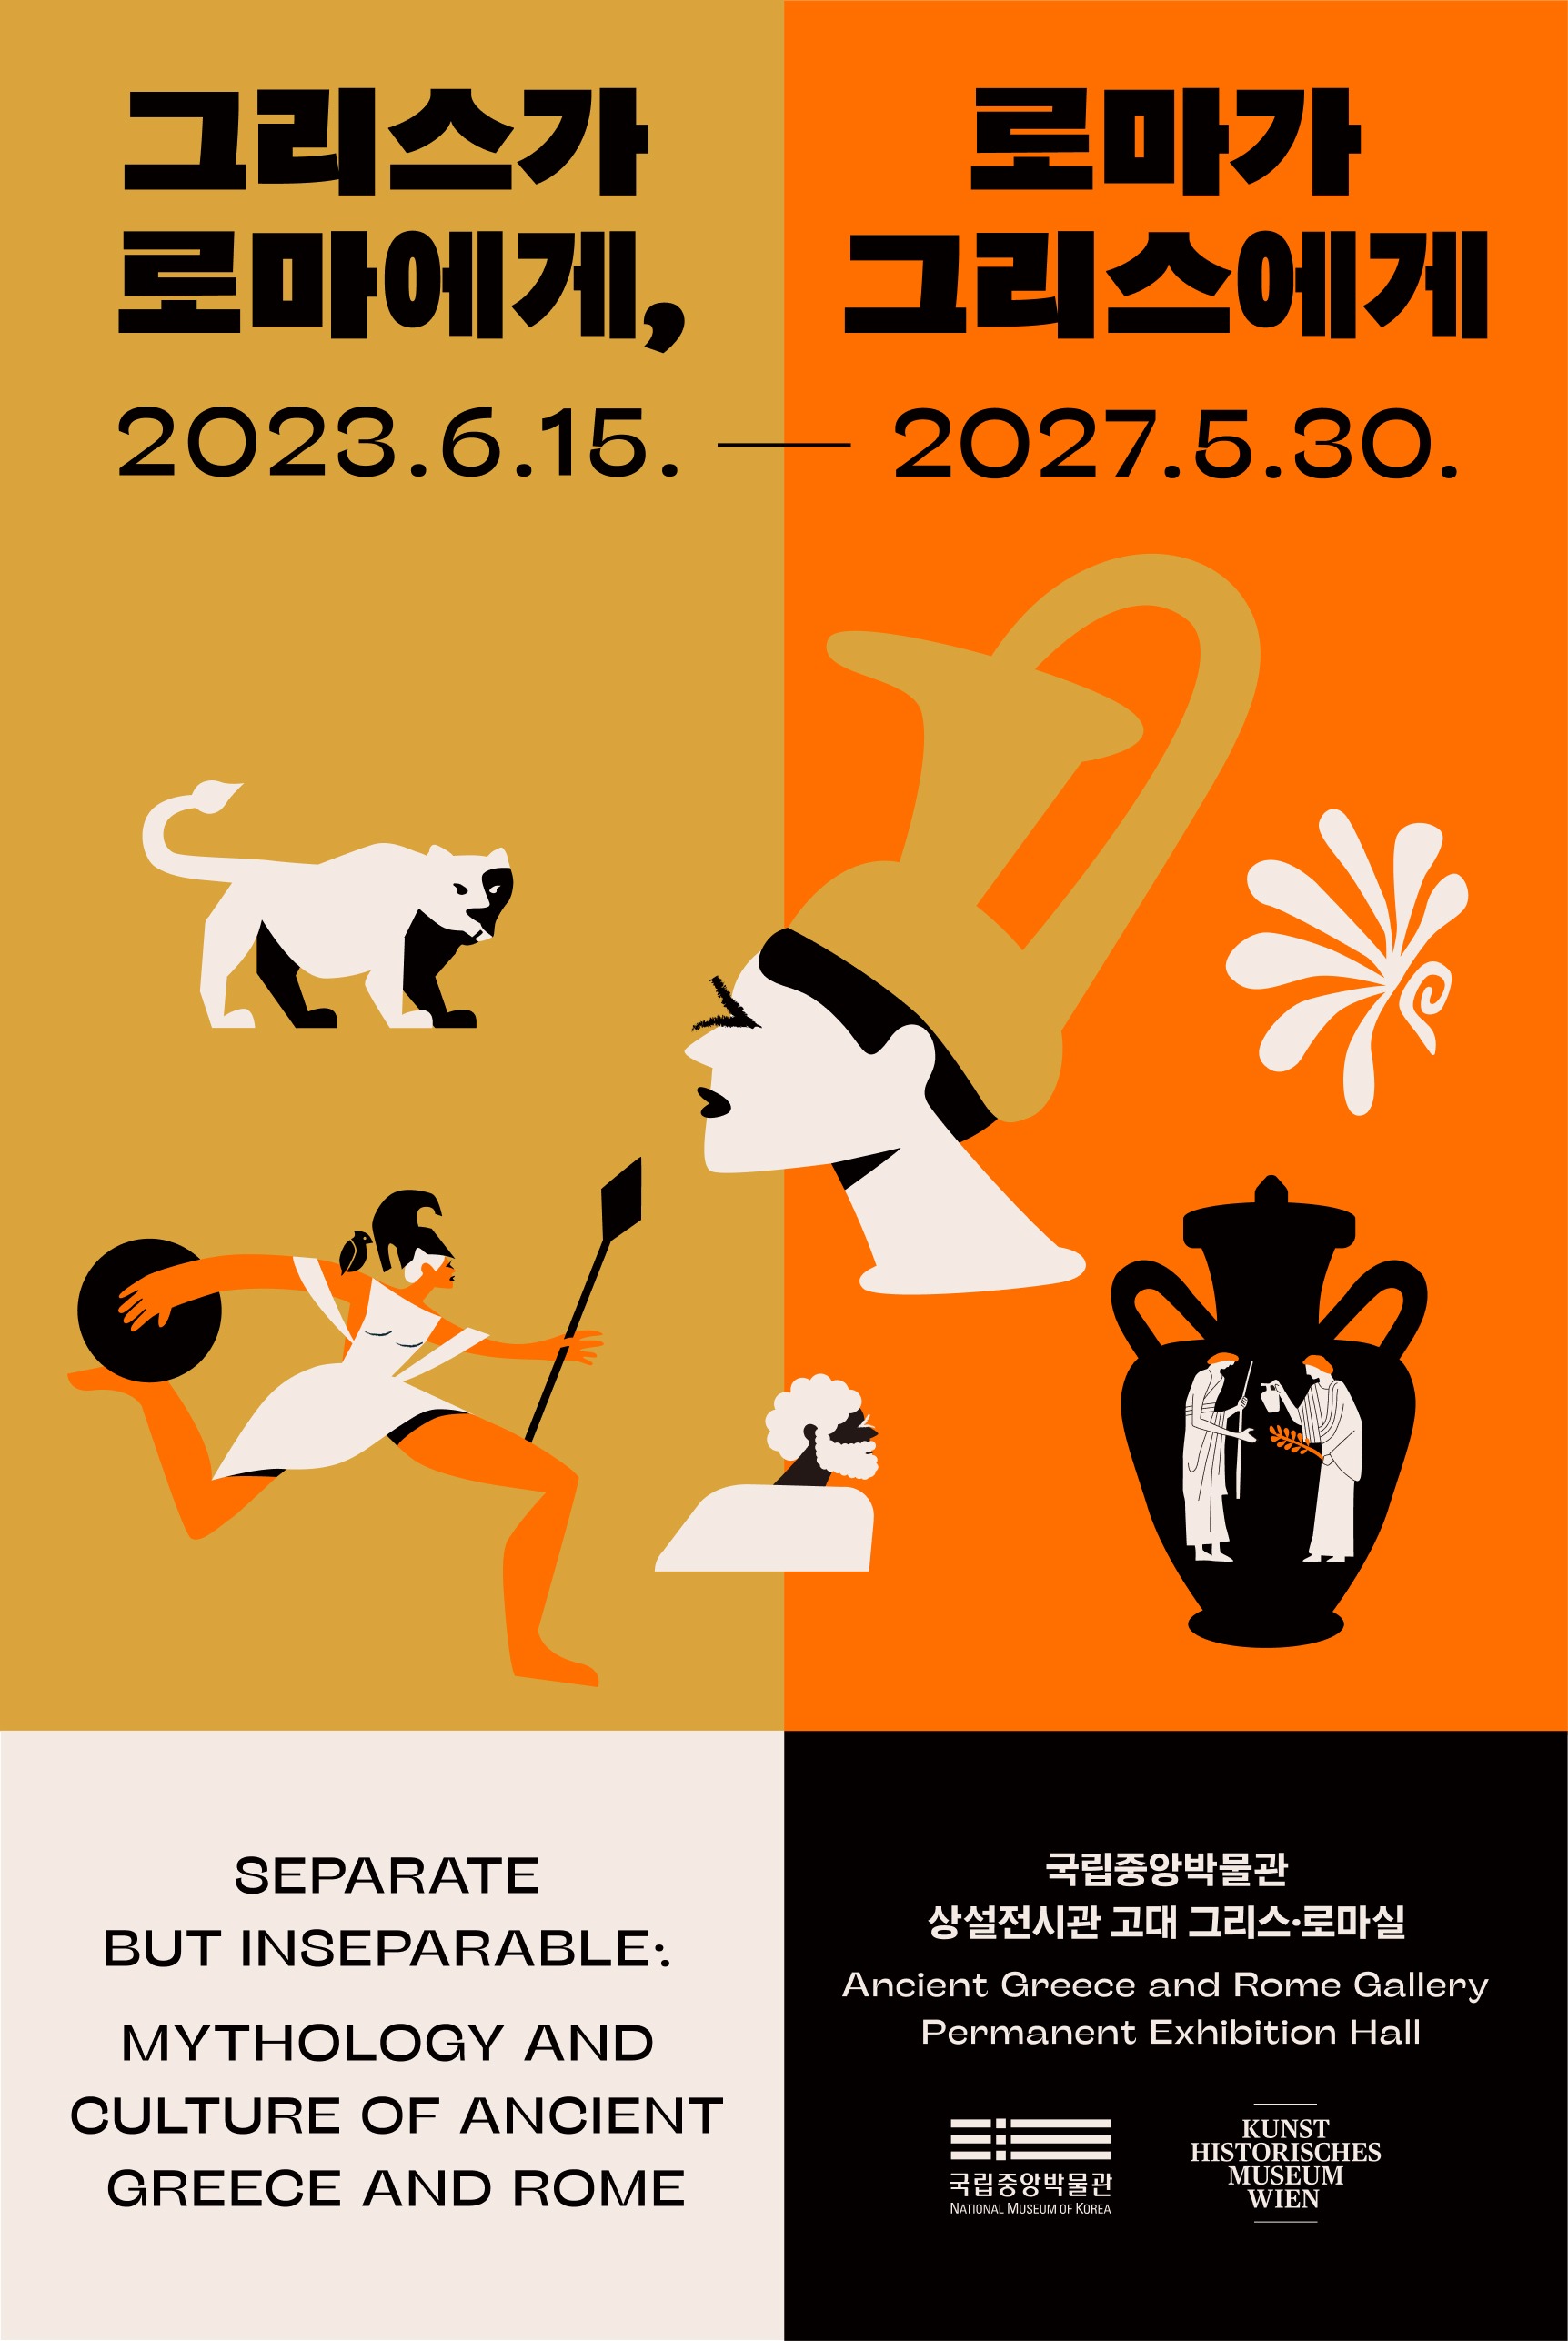 그리스가
로마에게,
로마가
그리스에게
2023.6.15. — 2027.5.30.
SEPARATE
BUT INSEPARABLE:
MYTHOLOGY AND
CULTURE OF ANCIENT
GREECE AND ROME
국립중앙박물관
상설전시관 고대 그리스·로마실
Ancient Greece and Rome Gallery
Permanent Exhibition Hall
국립중앙박물관
NATIONAL MUSEUM OF KOREA
KUNST
HISTORISCHES
MUSEUM
WIEN